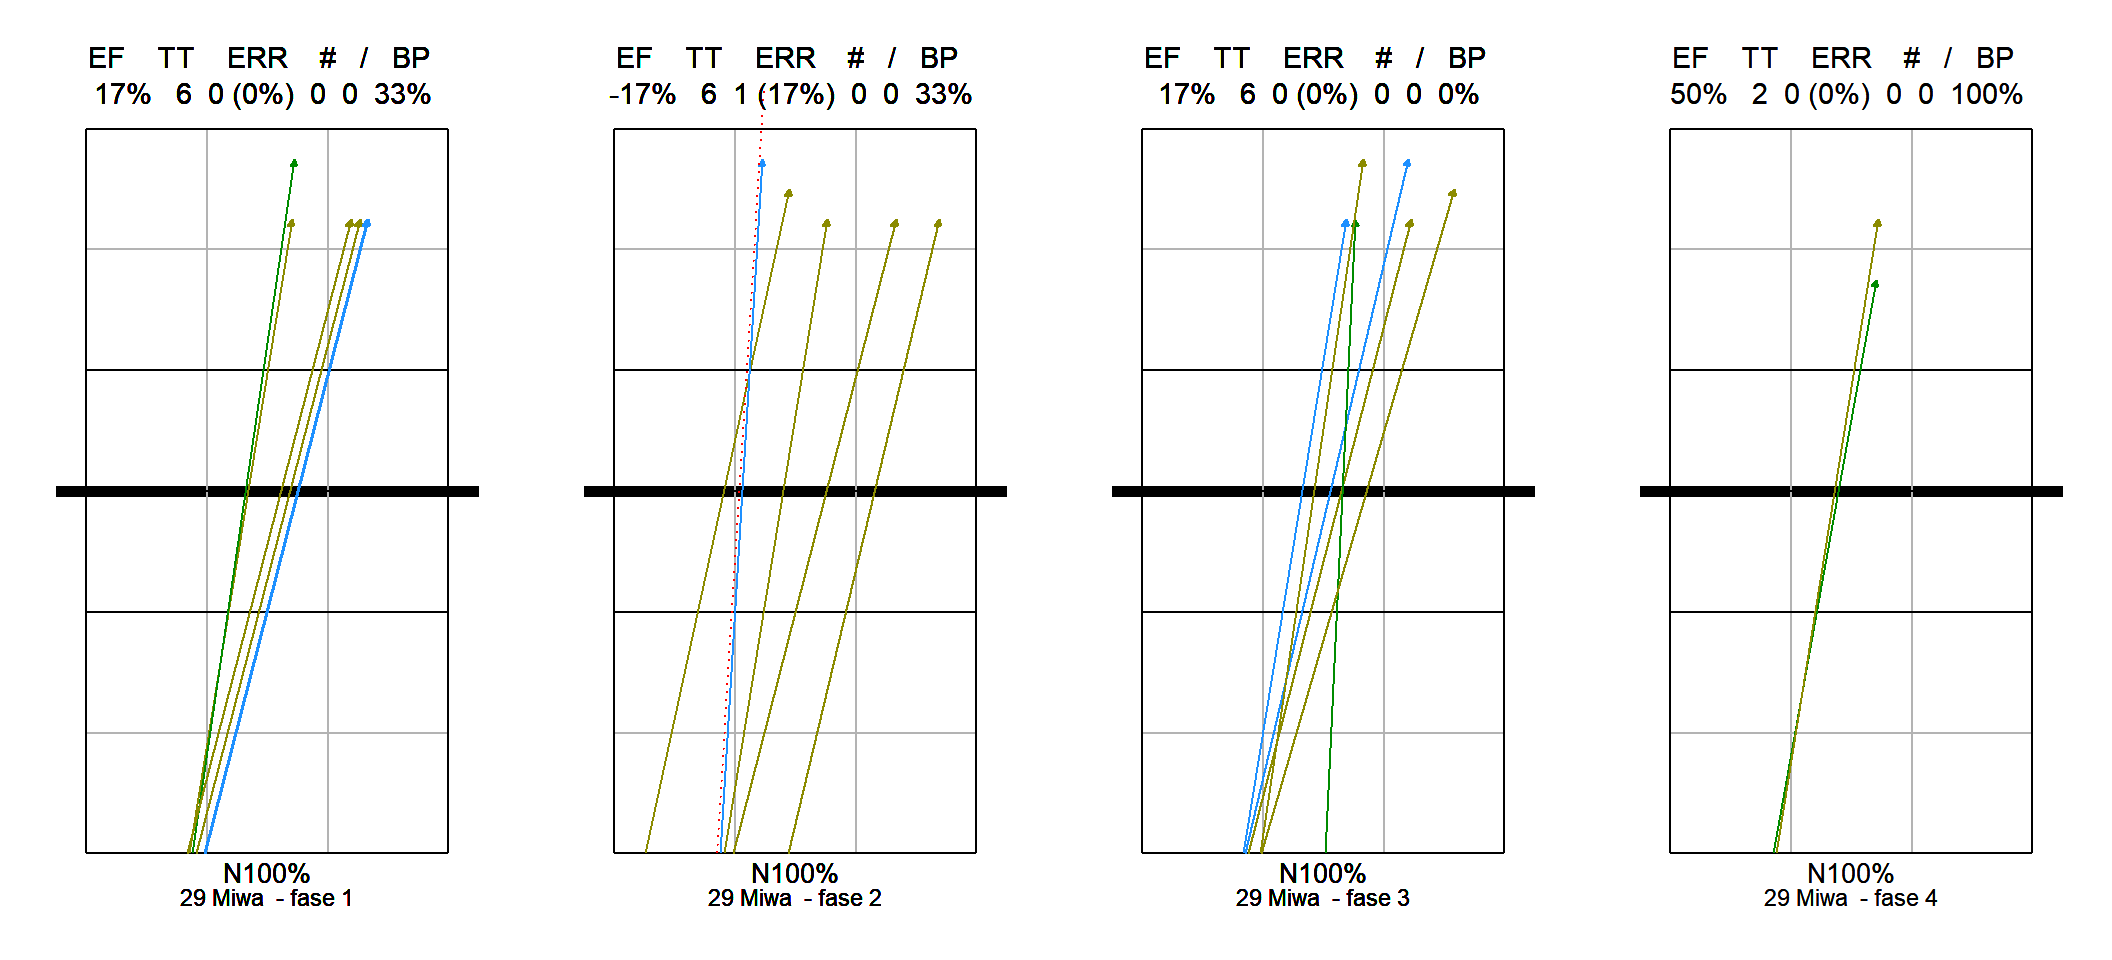 EF TT ERR # / BP
17% 6 0 (0%) 0 0 33%
N100%
29 Miwa - fase 1
EF TT ERR # / BP
-17% 6 1 (17%) 0 0 33%
N100%
29 Miwa - fase 2
EF TT ERR # / BP
17% 6 0 (0%) 0 0 0%
N100%
29 Miwa - fase 3
EF TT ERR # / BP
50% 2 0 (0%) 0 0 100%
N100%
29 Miwa - fase 4